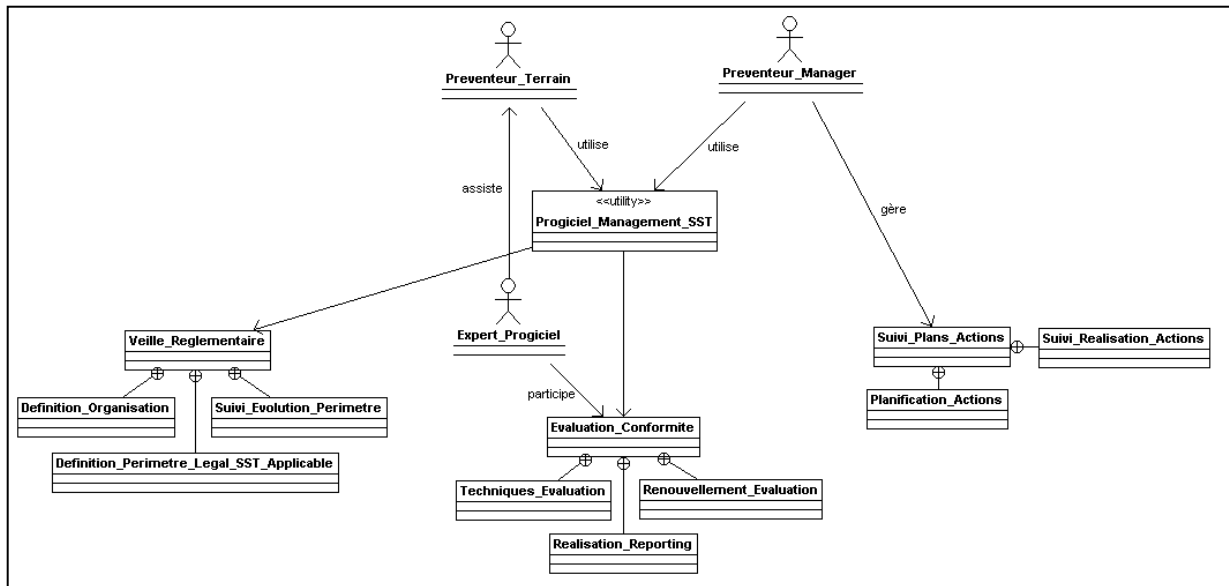 Preventeur_Terrain
Preventeur_Manager
utilise
utilise
assiste
<<utility>>
Progiciel_Management_SST
gère
Expert_Progiciel
Veille_Reglementaire
Suivi_Plans_Actions
Suivi_Realisation_Actions
Planification_Actions
Definition_Organisation
Suivi_Evolution_Perimetre
participe
Evaluation_Conformite
Definition_Perimetre_Legal_SST_Applicable
Techniques_Evaluation
Renouvellement_Evaluation
Realisation_Reporting